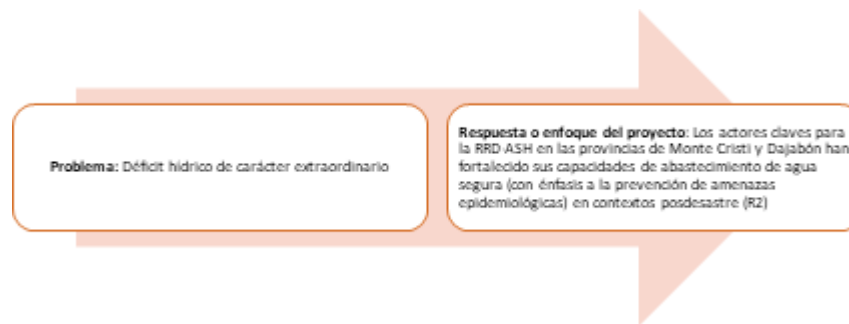 Problema: Déficit hídrico de carácter extraordinario
Respuesta o enfoque del proyecto: Los actores claves para
la RRD ASH en las provincias de Monte Cristi y Dajabón han
fortalecido sus capacidades de abastecimiento de agua
segura (con énfasis a la prevención de amenazas
epidemiológicas) en contextos posdesastre (R2)